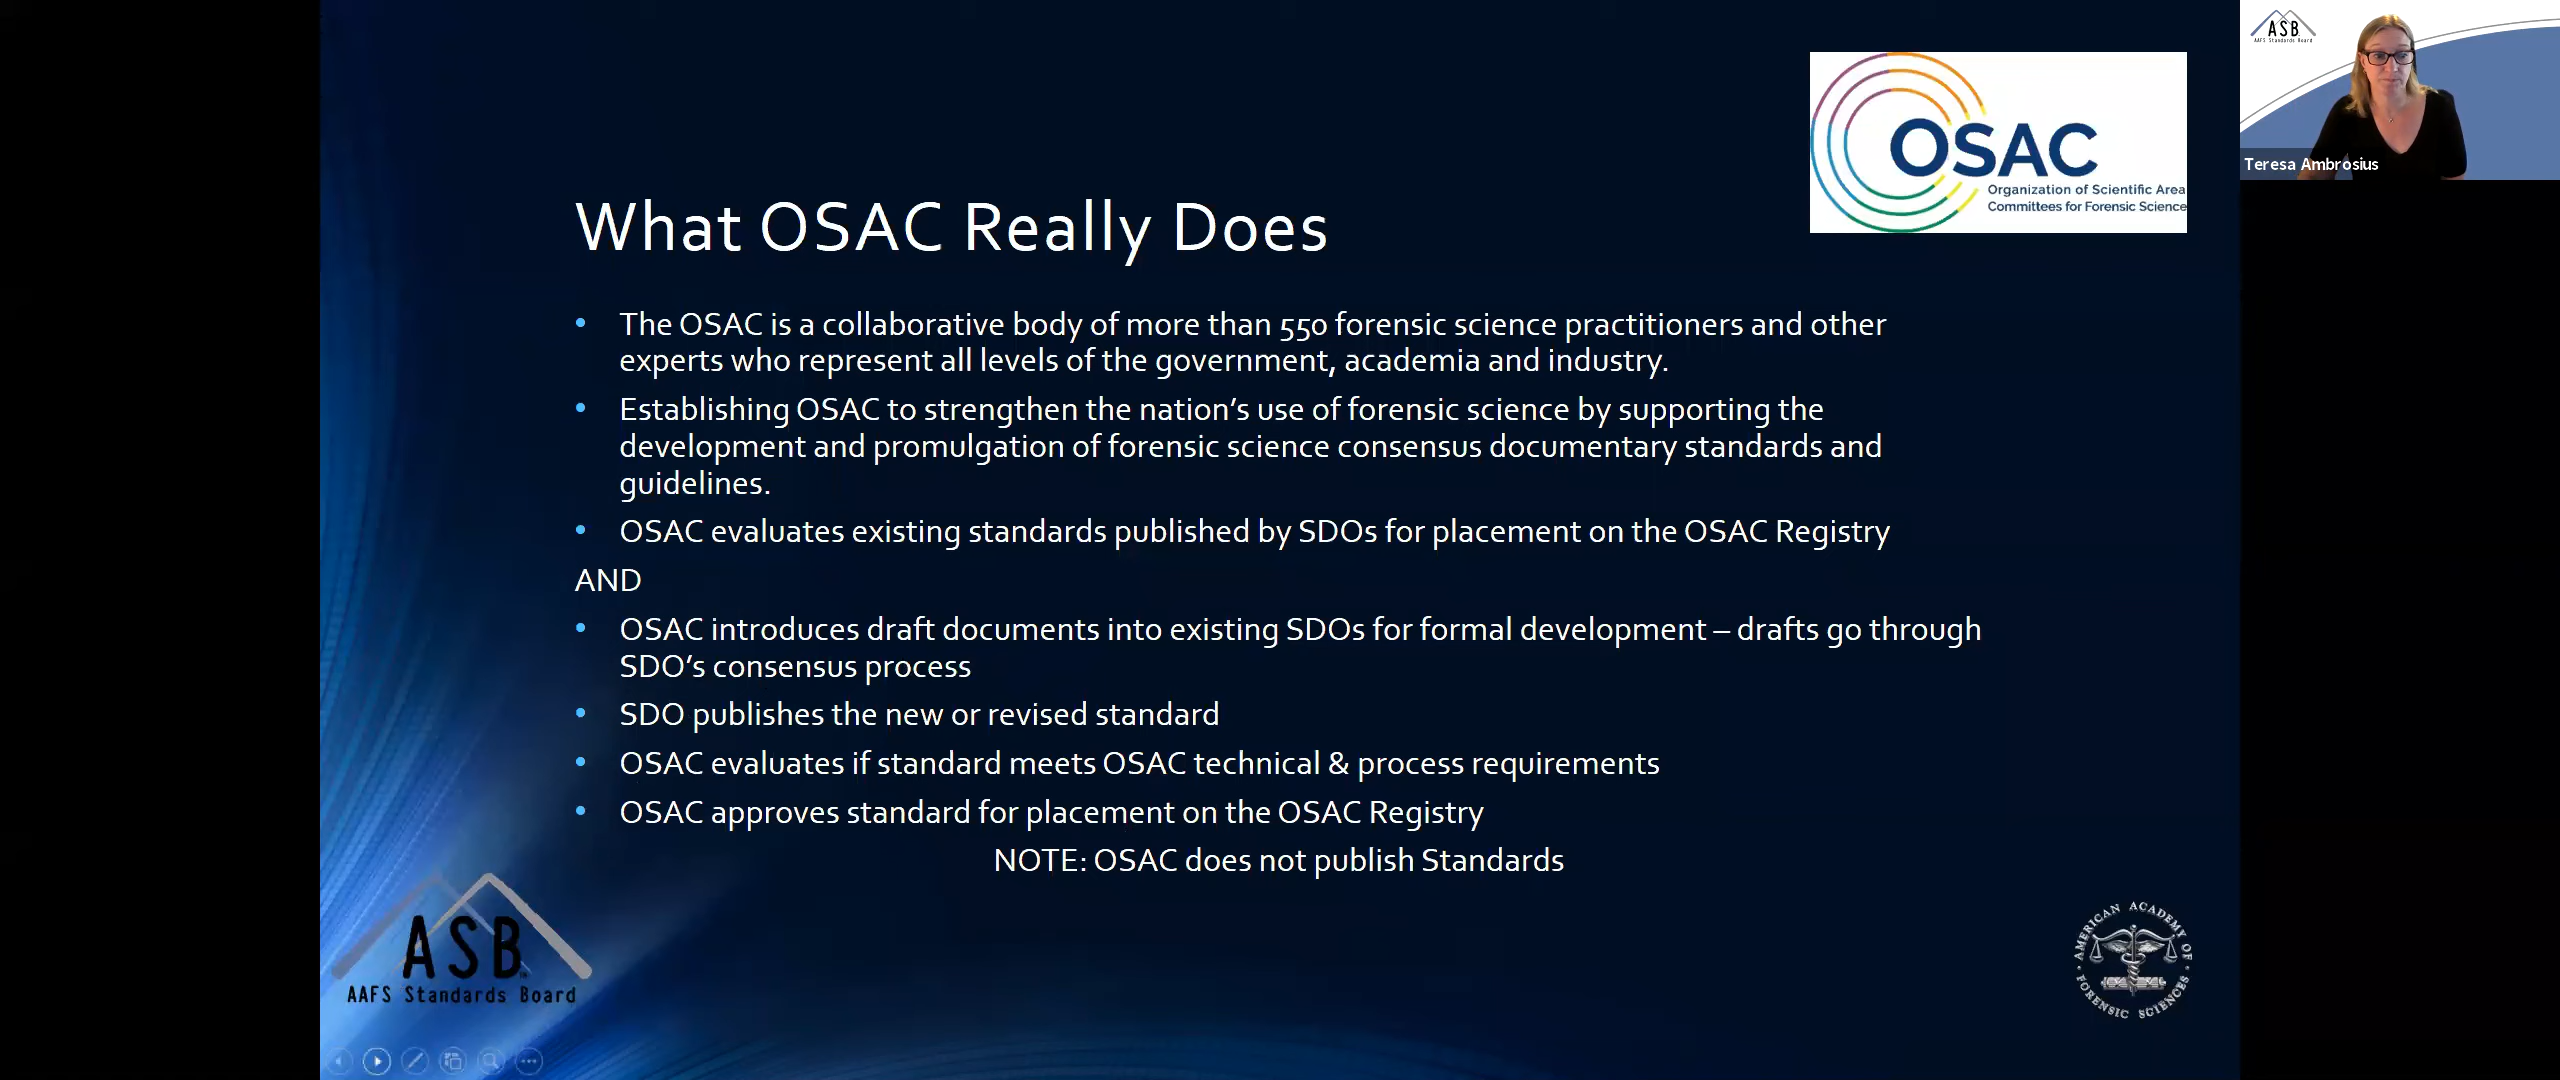 ASB
AAFS Standards Board
Teresa Ambrosius
OSAC
Organization of Scientific Area
Committees for Forensic Science
What OSAC Really Does
• The OSAC is a collaborative body of more than 550 forensic science practitioners and other
experts who represent all levels of the government, academia and industry.
• Establishing OSAC to strengthen the nation’s use of forensic science by supporting the
development and promulgation of forensic science consensus documentary standards and
guidelines.
• OSAC evaluates existing standards published by SDOs for placement on the OSAC Registry
AND
• OSAC introduces draft documents into existing SDOs for formal development – drafts go through
SDO’s consensus process
• SDO publishes the new or revised standard
• OSAC evaluates if standard meets OSAC technical & process requirements
• OSAC approves standard for placement on the OSAC Registry
NOTE: OSAC does not publish Standards
ASB
AAFS Standards Board
AMERICAN ACADEMY OF
FORENSIC SCIENCES